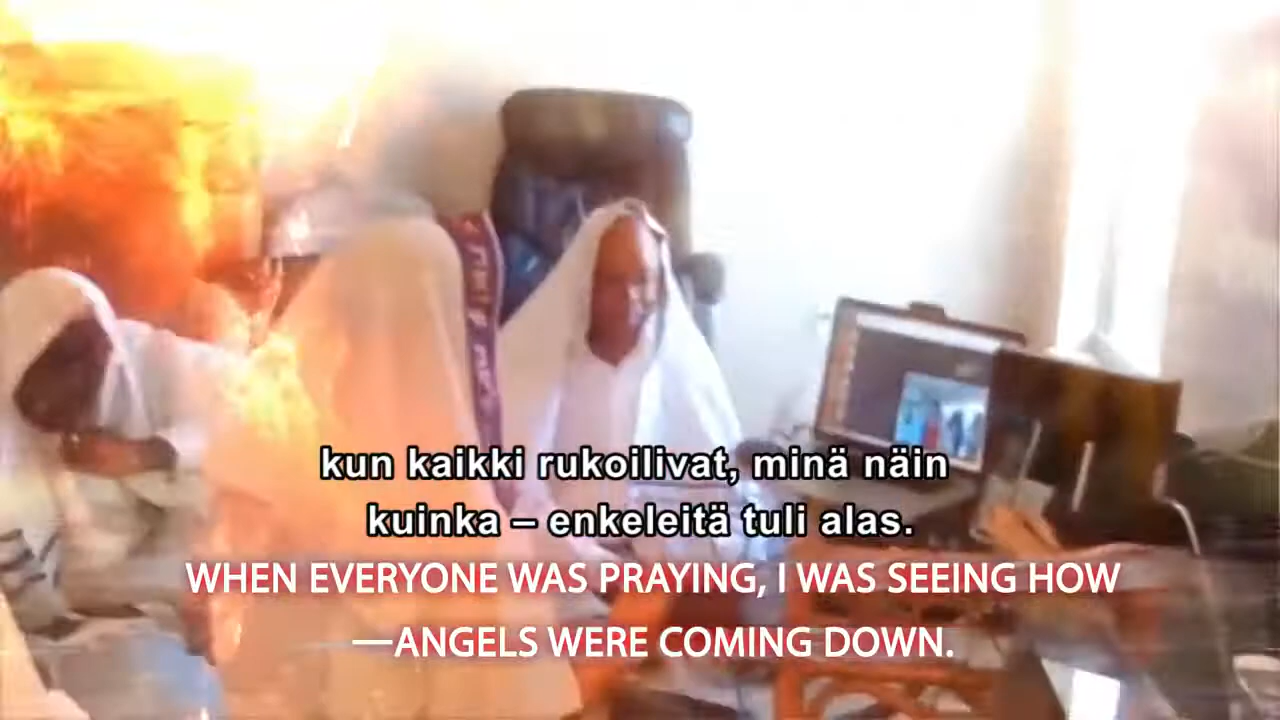 kun kaikki rukoilivat, minä näin
kuinka – enkeleitä tuli alas.
WHEN EVERYONE WAS PRAYING, I WAS SEEING HOW
—ANGELS WERE COMING DOWN.